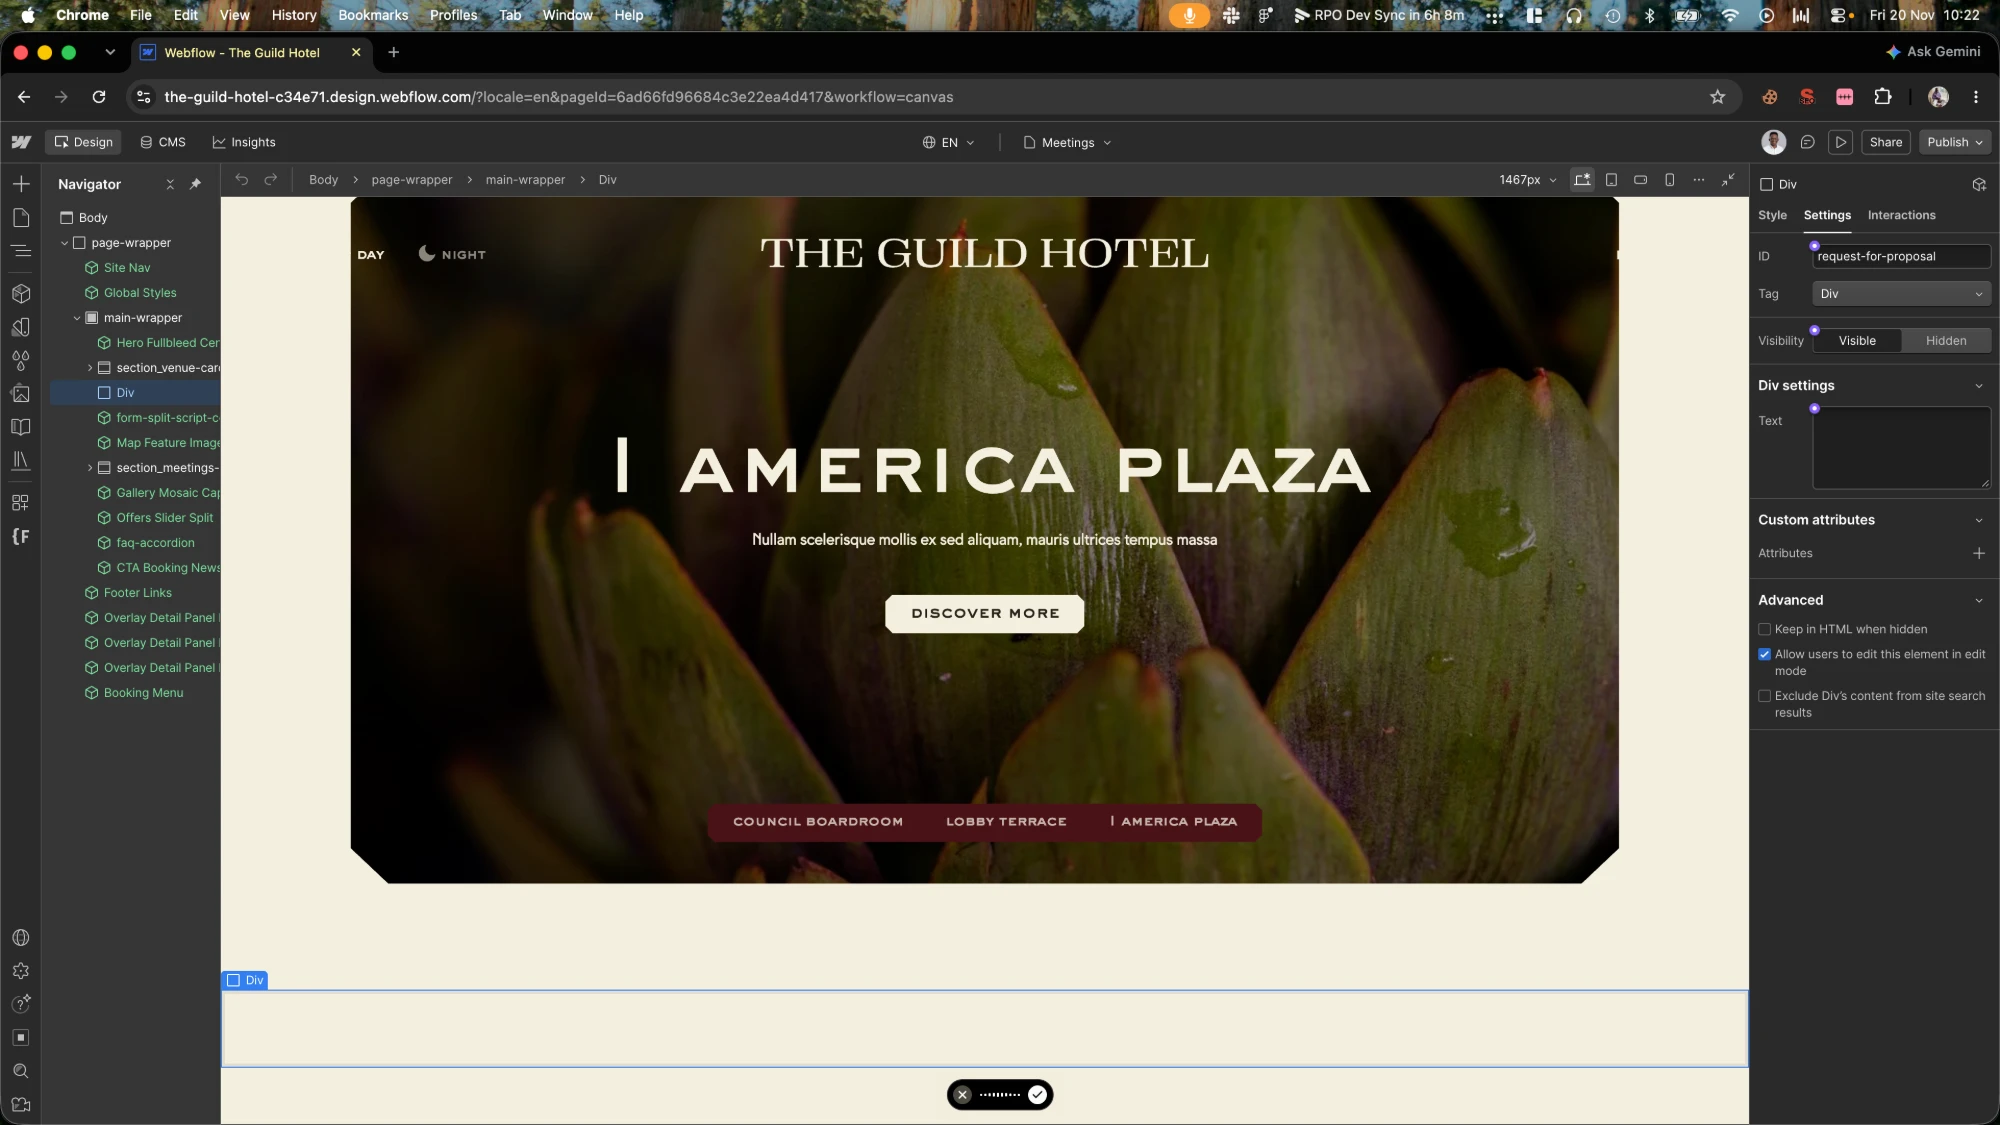 Chrome File Edit View History Bookmarks Profiles Tab Window Help
RPO Dev Sync in 6h 8m
Fri 20 Nov 10:22
Webflow - The Guild Hotel
Ask Gemini
the-guild-hotel-c34e71.design.webflow.com/?locale=en&pageId=6ad66fd96684c3e22ea4d417&workflow=canvas
Design CMS Insights
EN
Meetings
Share Publish
Navigator
Body
page-wrapper
Site Nav
Global Styles
main-wrapper
Hero Fullbleed Cer
section_venue-car
Div
form-split-script-c
Map Feature Image
section_meetings-
Gallery Mosaic Cap
Offers Slider Split
faq-accordion
CTA Booking News
Footer Links
Overlay Detail Panel
Overlay Detail Panel
Overlay Detail Panel
Booking Menu
Body > page-wrapper > main-wrapper > Div
1467px
DAY
NIGHT
THE GUILD HOTEL
| AMERICA PLAZA
Nullam scelerisque mollis ex sed aliquam, mauris ultrices tempus massa
DISCOVER MORE
COUNCIL BOARDROOM
LOBBY TERRACE
| AMERICA PLAZA
Div
Div
Style Settings Interactions
ID
request-for-proposal
Tag
Div
Visibility
Visible Hidden
Div settings
Text
Custom attributes
Attributes
Advanced
Keep in HTML when hidden
Allow users to edit this element in edit
mode
Exclude Div's content from site search
results